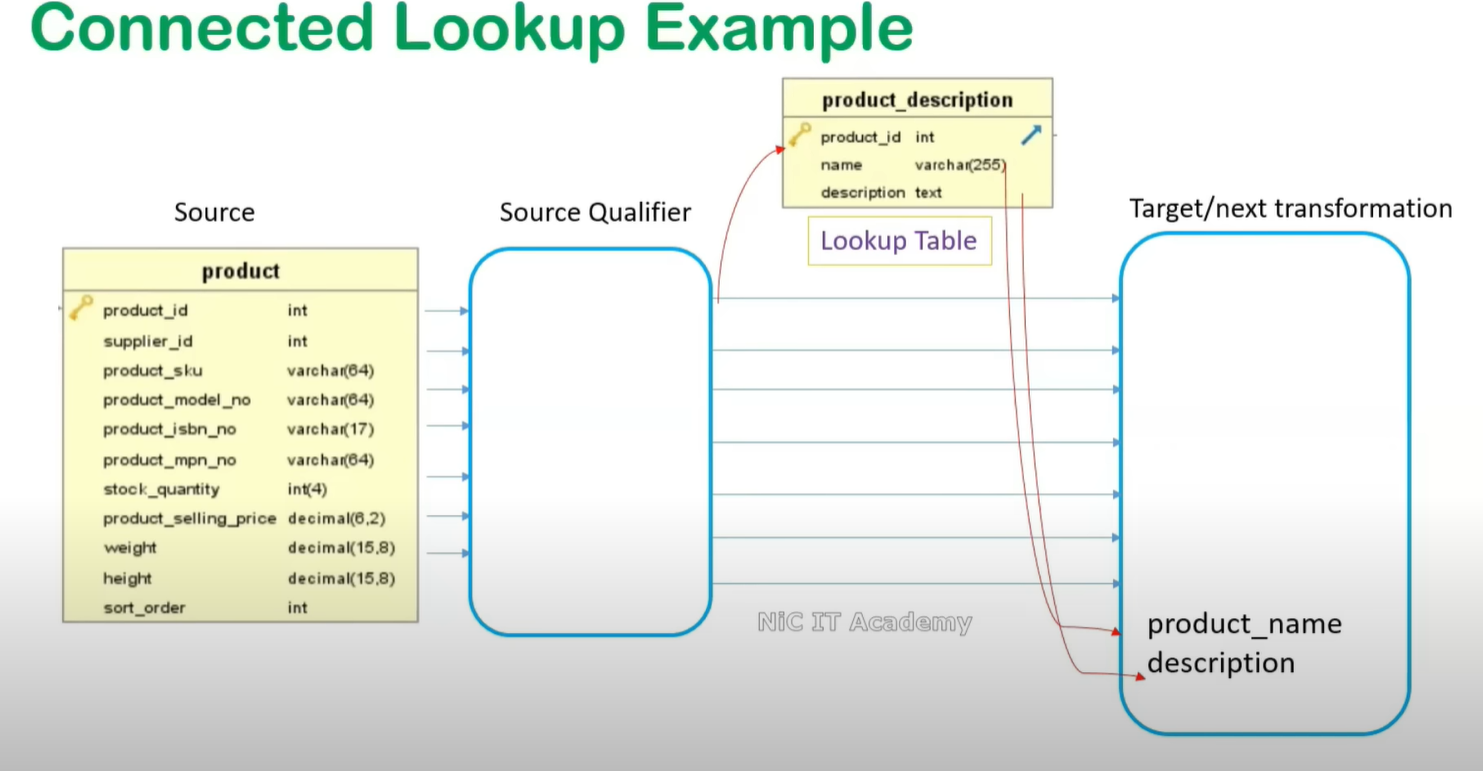 Connected Lookup Example
product_description
product_id int
name varchar(255)
description text
Lookup Table
Source
Source Qualifier
Target/next transformation
product
product_id int
supplier_id int
product_sku varchar(64)
product_model_no varchar(64)
product_isbn_no varchar(17)
product_mpn_no varchar(64)
stock_quantity int(4)
product_selling_price decimal(6,2)
weight decimal(15,8)
height decimal(15,8)
sort_order int
NiC IT Academy
product_name
description